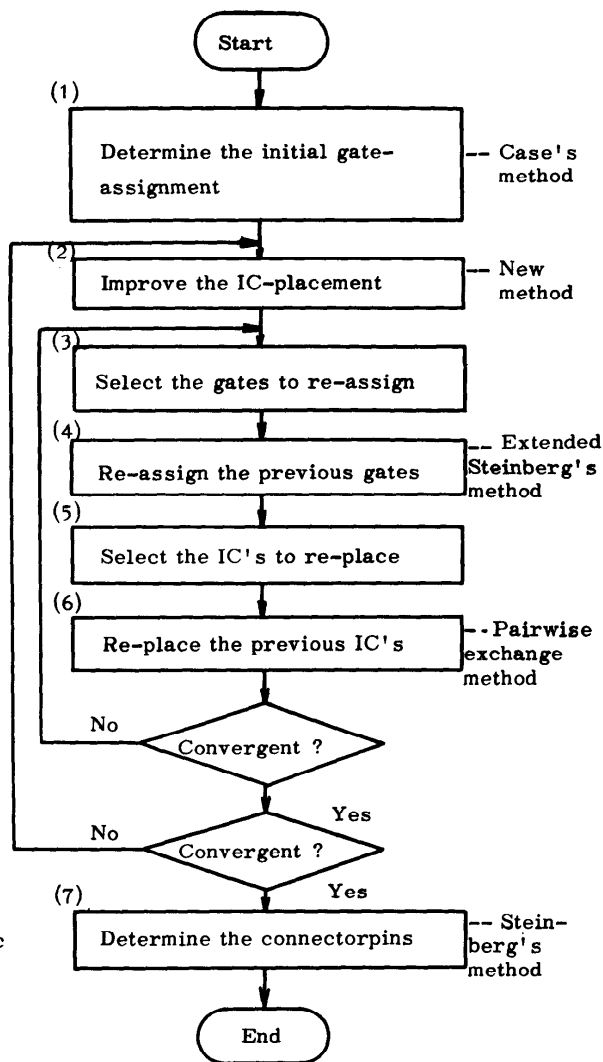 Start
(1)
Determine the initial gate-
assignment
-- Case's
method
(2)
Improve the IC-placement
-- New
method
(3)
Select the gates to re-assign
(4)
Re-assign the previous gates
-- Extended
Steinberg's
method
(5)
Select the IC's to re-place
(6)
Re-place the previous IC's
-- Pairwise
exchange
method
No
Convergent ?
Yes
No
Convergent ?
Yes
(7)
Determine the connectorpins
-- Stein-
berg's
method
c
End